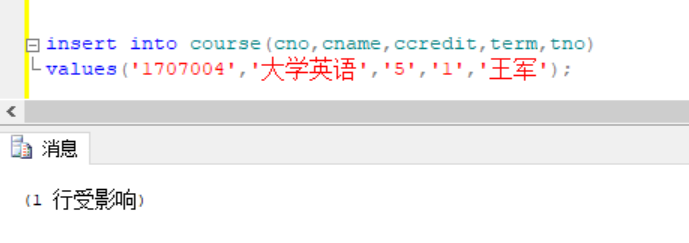 insert into course(cno,cname,ccredit,term,tno)
values('1707004','大学英语','5','1','王军');
消息
(1 行受影响)